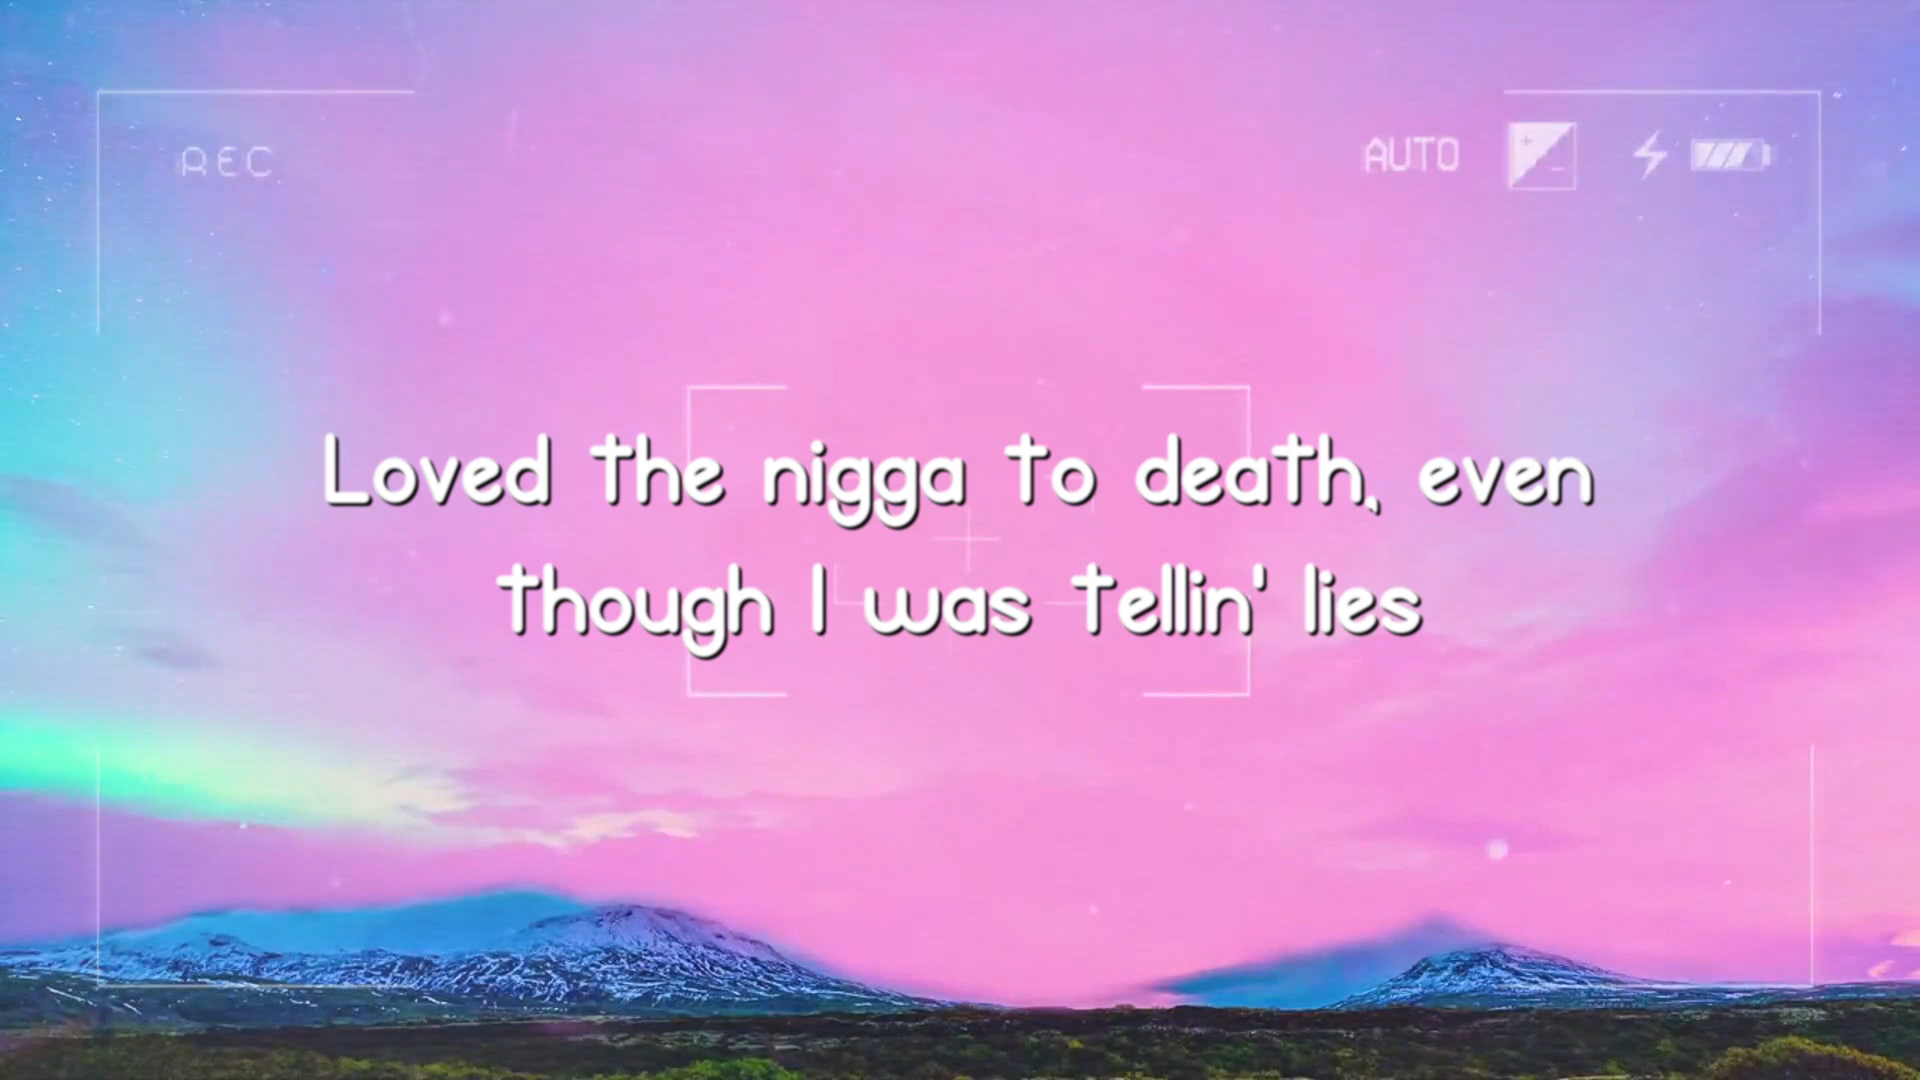 REC
AUTO
Loved the nigga to death, even
though I was tellin' lies